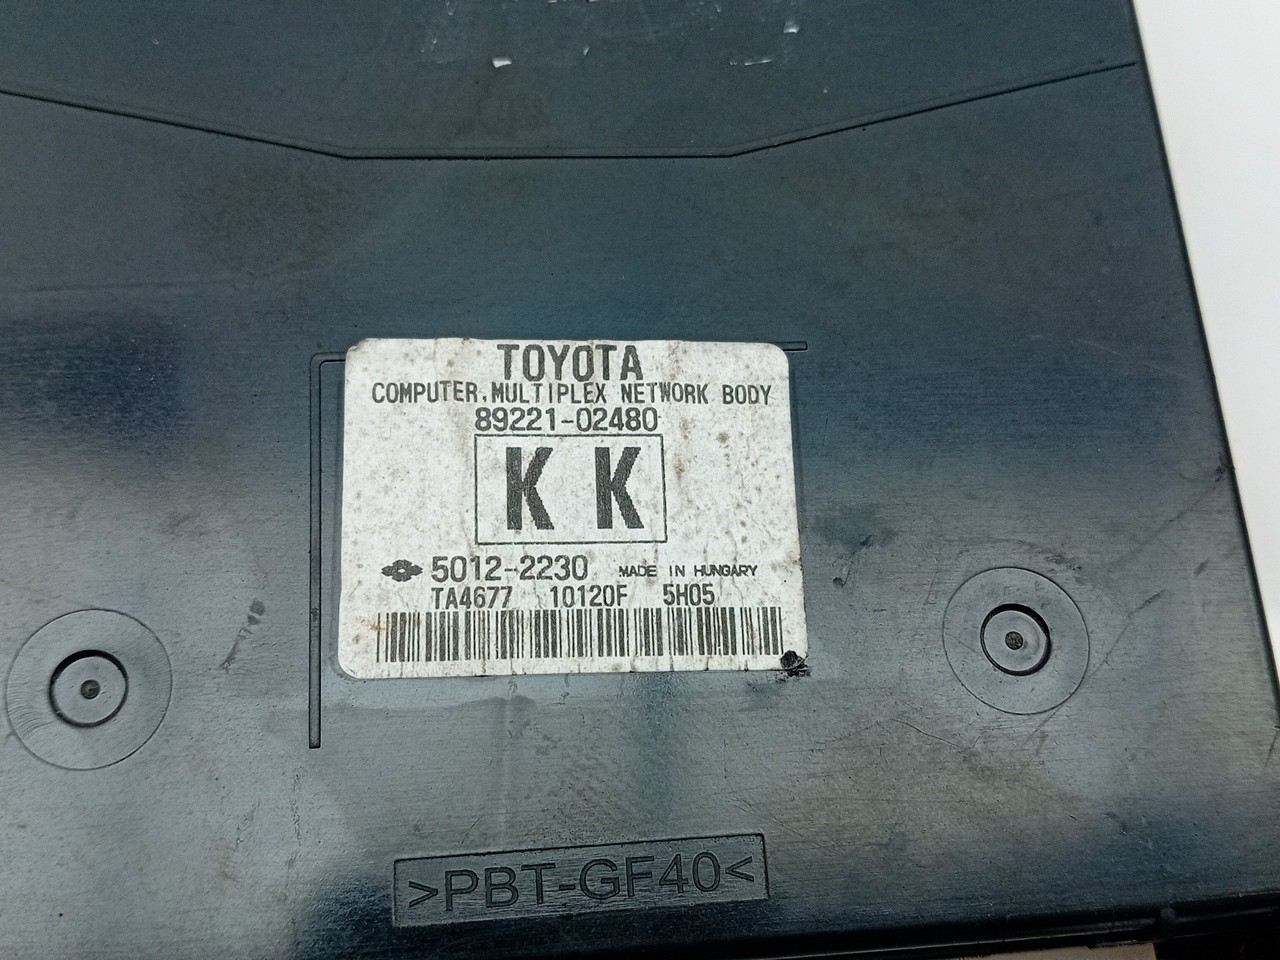 TOYOTA
COMPUTER,MULTIPLEX NETWORK BODY
89221-02480
K K
5012-2230 MADE IN HUNGARY
TA4677 10120F 5H05
>PBT-GF40<